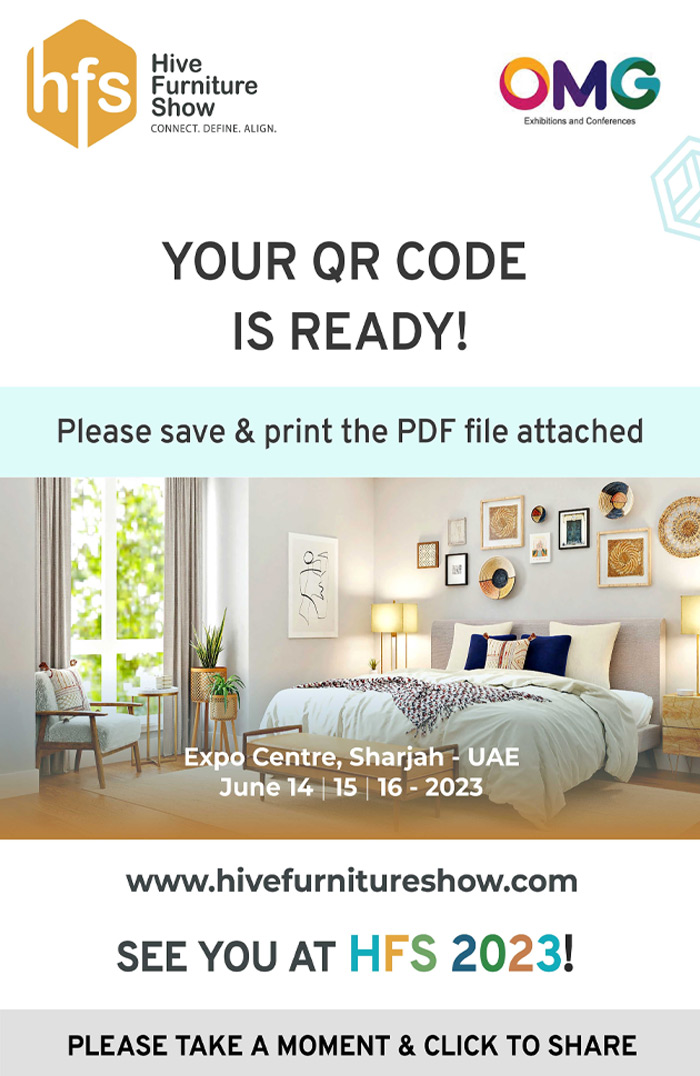 hfs
Hive
Furniture
Show
CONNECT. DEFINE. ALIGN.
OMG
Exhibitions and Conferences
YOUR QR CODE
IS READY!
Please save & print the PDF file attached
Expo Centre, Sharjah - UAE
June 14 | 15 | 16 - 2023
www.hivefurnitureshow.com
SEE YOU AT HFS 2023!
PLEASE TAKE A MOMENT & CLICK TO SHARE